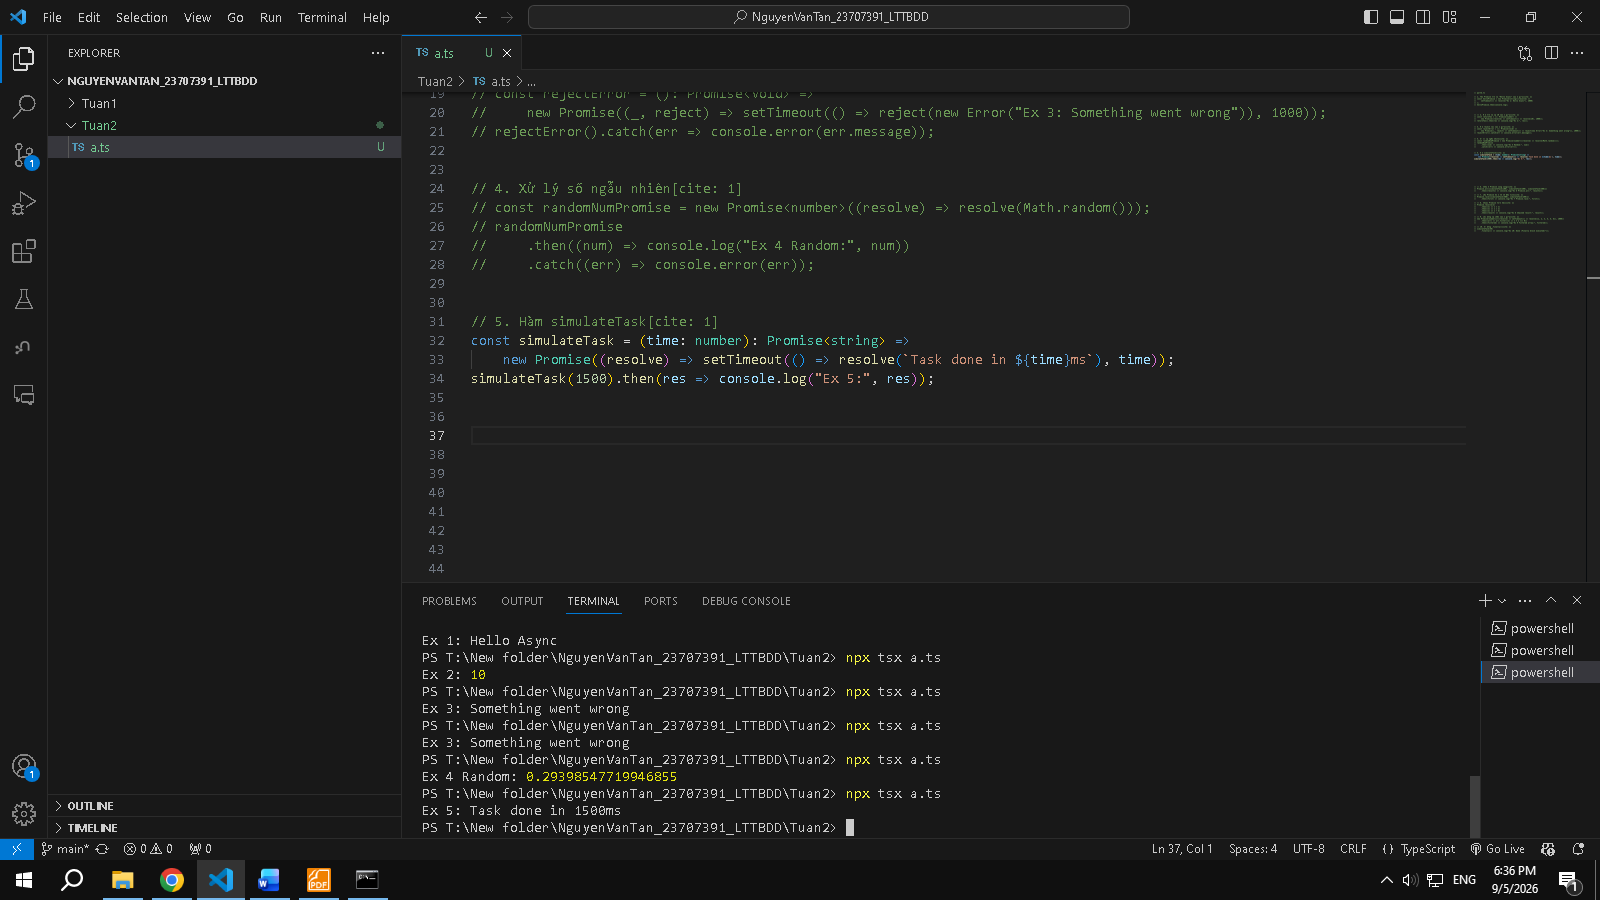 File Edit Selection View Go Run Terminal Help
NguyenVanTan_23707391_LTTBDD
EXPLORER
NGUYENVANTAN_23707391_LTTBDD
Tuan1
Tuan2
TS a.ts U
1
1
OUTLINE
TIMELINE
TS a.ts U
Tuan2 > TS a.ts > ...
19 // const rejectError = (): Promise<void> =>
20 //     new Promise((_, reject) => setTimeout(() => reject(new Error("Ex 3: Something went wrong")), 1000));
21 // rejectError().catch(err => console.error(err.message));
22
23
24 // 4. Xử lý số ngẫu nhiên[cite: 1]
25 // const randomNumPromise = new Promise<number>((resolve) => resolve(Math.random()));
26 // randomNumPromise
27 //     .then((num) => console.log("Ex 4 Random:", num))
28 //     .catch((err) => console.error(err));
29
30
31 // 5. Hàm simulateTask[cite: 1]
32 const simulateTask = (time: number): Promise<string> =>
33     new Promise((resolve) => setTimeout(() => resolve(`Task done in ${time}ms`), time));
34 simulateTask(1500).then(res => console.log("Ex 5:", res));
35
36
37
38
39
40
41
42
43
44
PROBLEMS OUTPUT TERMINAL PORTS DEBUG CONSOLE
Ex 1: Hello Async
PS T:\New folder\NguyenVanTan_23707391_LTTBDD\Tuan2> npx tsx a.ts
Ex 2: 10
PS T:\New folder\NguyenVanTan_23707391_LTTBDD\Tuan2> npx tsx a.ts
Ex 3: Something went wrong
PS T:\New folder\NguyenVanTan_23707391_LTTBDD\Tuan2> npx tsx a.ts
Ex 3: Something went wrong
PS T:\New folder\NguyenVanTan_23707391_LTTBDD\Tuan2> npx tsx a.ts
Ex 4 Random: 0.29398547719946855
PS T:\New folder\NguyenVanTan_23707391_LTTBDD\Tuan2> npx tsx a.ts
Ex 5: Task done in 1500ms
PS T:\New folder\NguyenVanTan_23707391_LTTBDD\Tuan2>
powershell
powershell
powershell
main* 0 0 0 Ln 37, Col 1 Spaces: 4 UTF-8 CRLF {} TypeScript Go Live
PDF
ENG
6:36 PM
9/5/2026
1